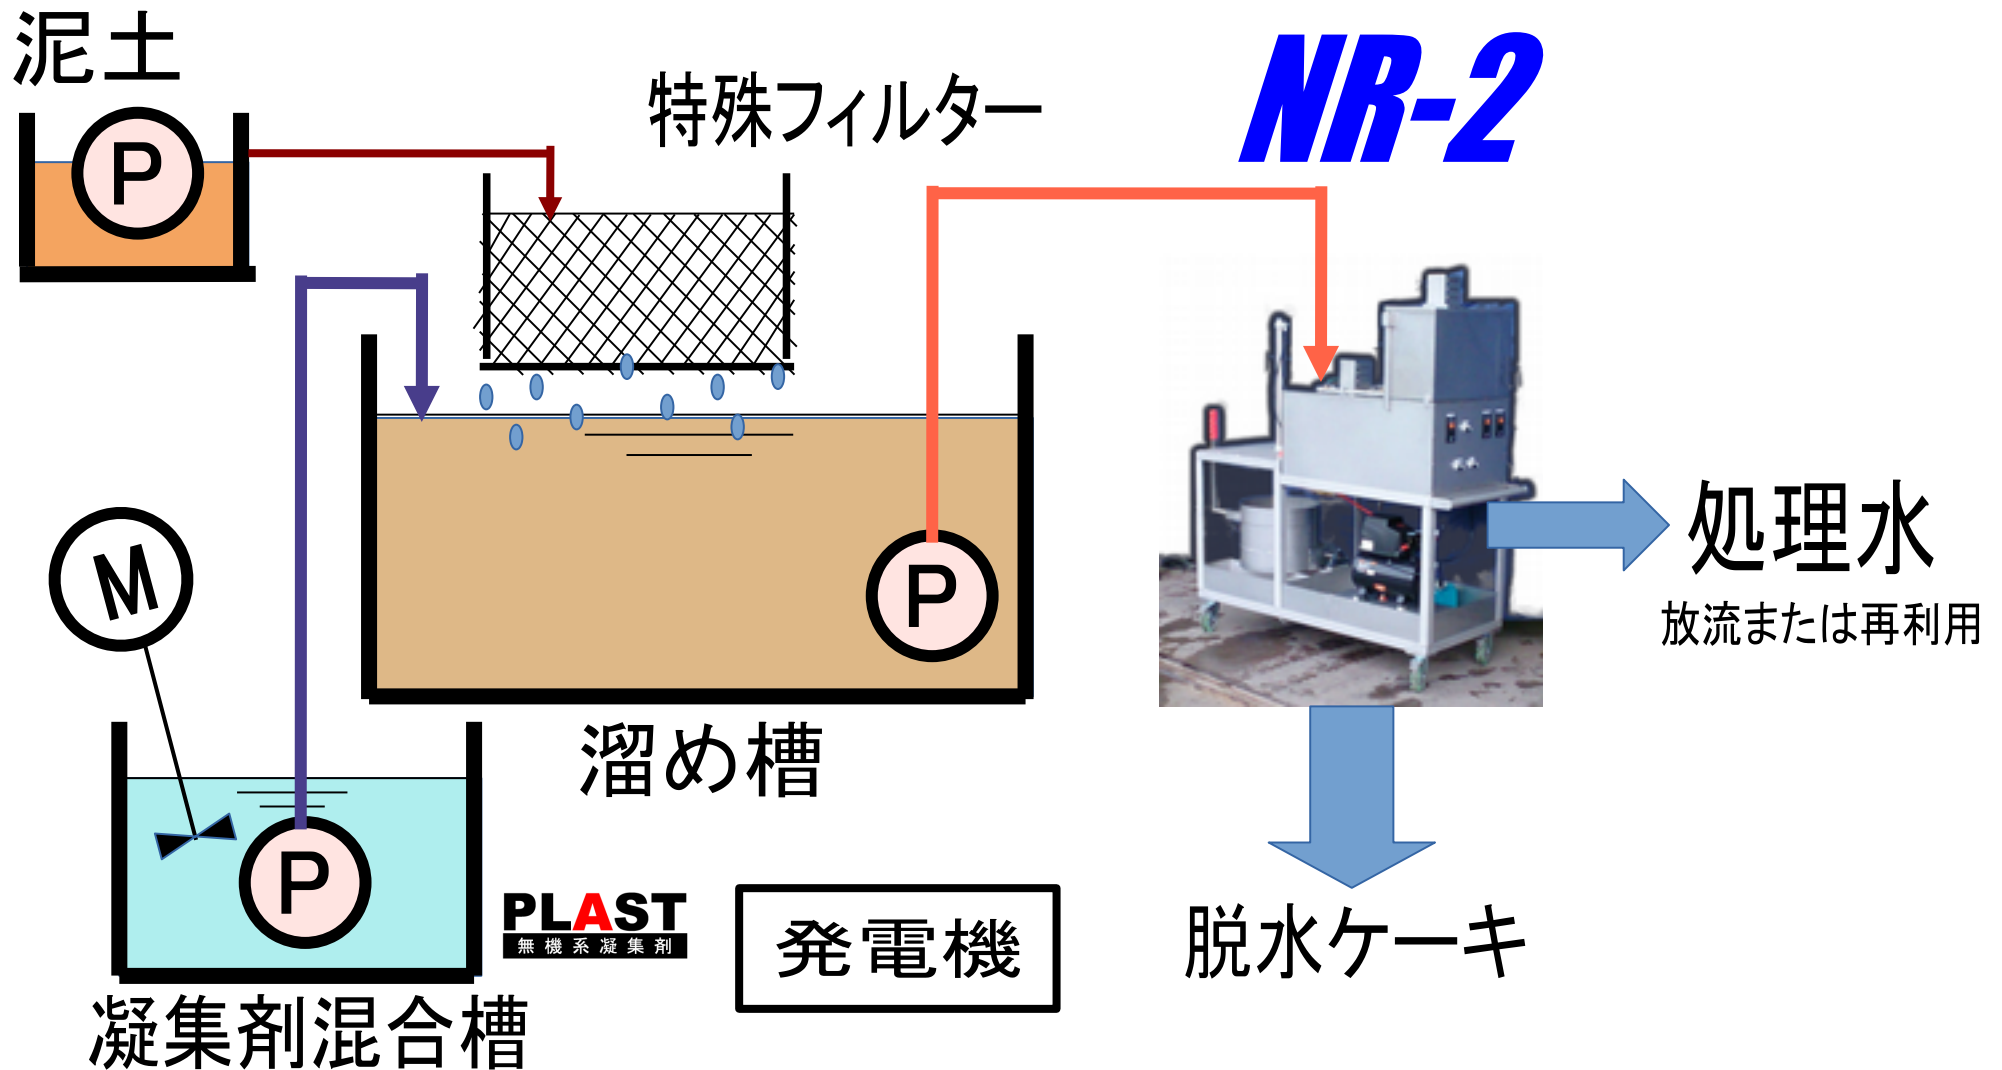 泥土
P
特殊フィルター
NR-2
P
処理水
放流または再利用
M
溜め槽
P
PLAST
無機系凝集剤
発電機
脱水ケーキ
凝集剤混合槽